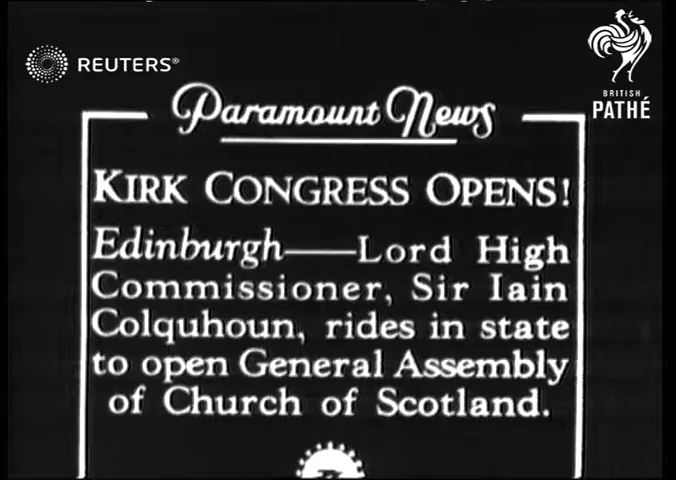 REUTERS®
BRITISH
PATHÉ
Paramount News
KIRK CONGRESS OPENS!
Edinburgh——Lord High
Commissioner, Sir Iain
Colquhoun, rides in state
to open General Assembly
of Church of Scotland.